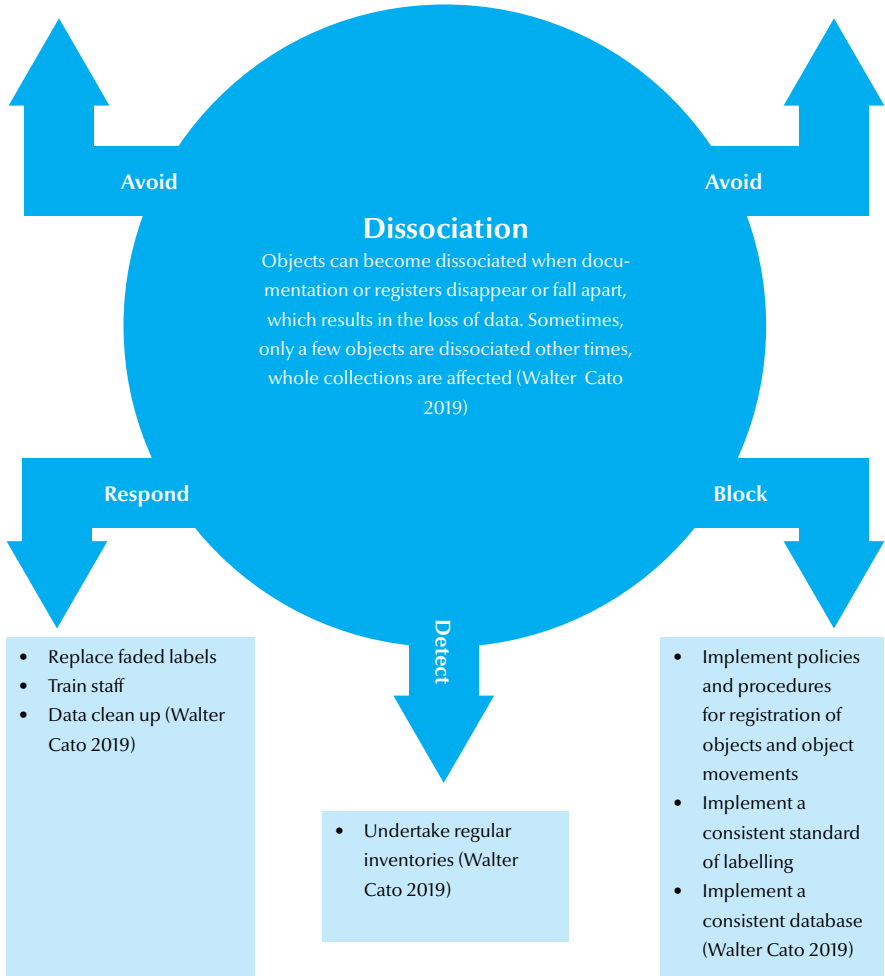 Avoid
Avoid
Dissociation
Objects can become dissociated when docu-
mentation or registers disappear or fall apart,
which results in the loss of data. Sometimes,
only a few objects are dissociated other times,
whole collections are affected (Walter Cato
2019)
Respond
Block
Detect
• Replace faded labels
• Train staff
• Data clean up (Walter
Cato 2019)
• Undertake regular
inventories (Walter
Cato 2019)
• Implement policies
and procedures
for registration of
objects and object
movements
• Implement a
consistent standard
of labelling
• Implement a
consistent database
(Walter Cato 2019)